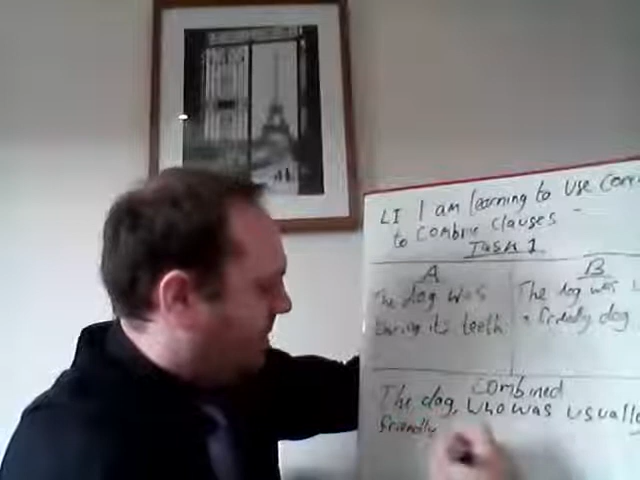 LI I am learning to use
to combine clauses -
Task 1
A
The dog was
baring its teeth.
B
The dog was
a friendly dog
Combined
The dog, who was usually
friendly